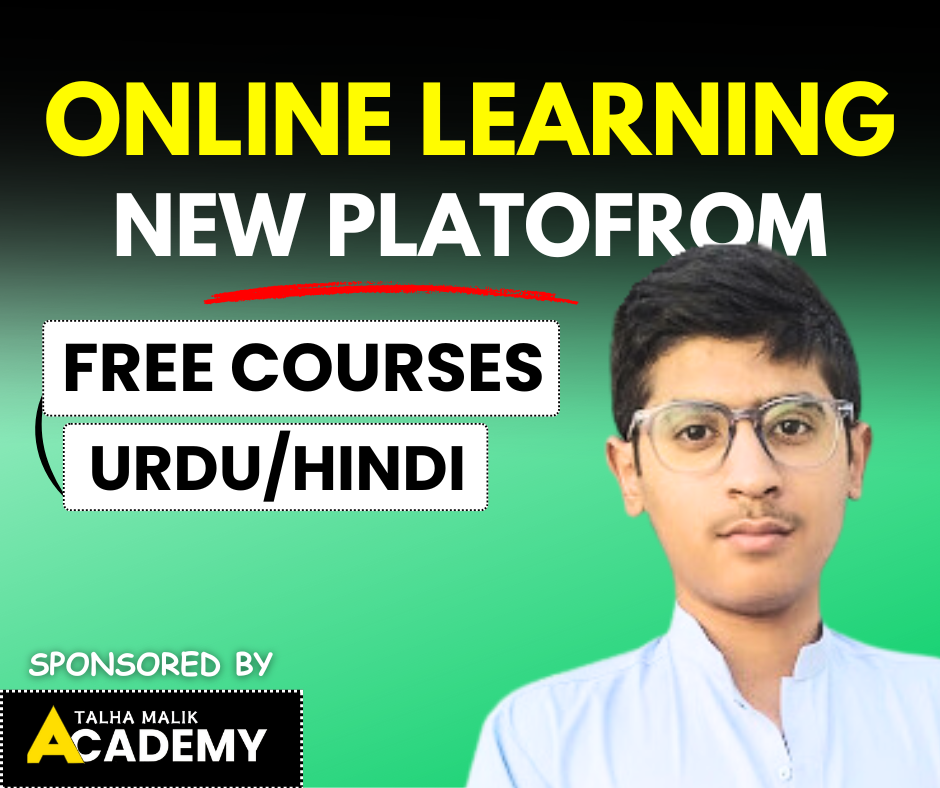 ONLINE LEARNING
NEW PLATOFROM
FREE COURSES
URDU/HINDI
SPONSORED BY
TALHA MALIK
ACADEMY